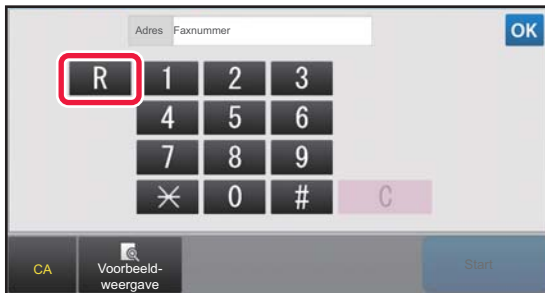 Adres Faxnummer OK
R 1 2 3
4 5 6
7 8 9
* 0 # C
CA Voorbeeld-
weergave Start